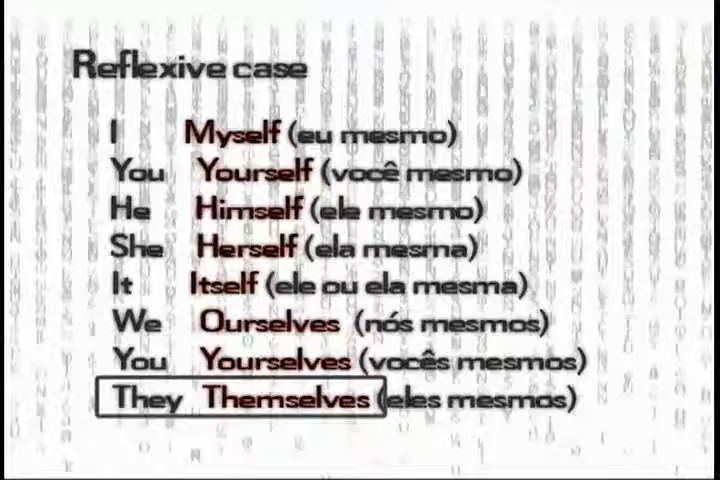 Reflexive case
I Myself (eu mesmo)
You Yourself (você mesmo)
He Himself (ele mesmo)
She Herself (ela mesma)
It Itself (ele ou ela mesma)
We Ourselves (nós mesmos)
You Yourselves (vocês mesmos)
They Themselves (eles mesmos)